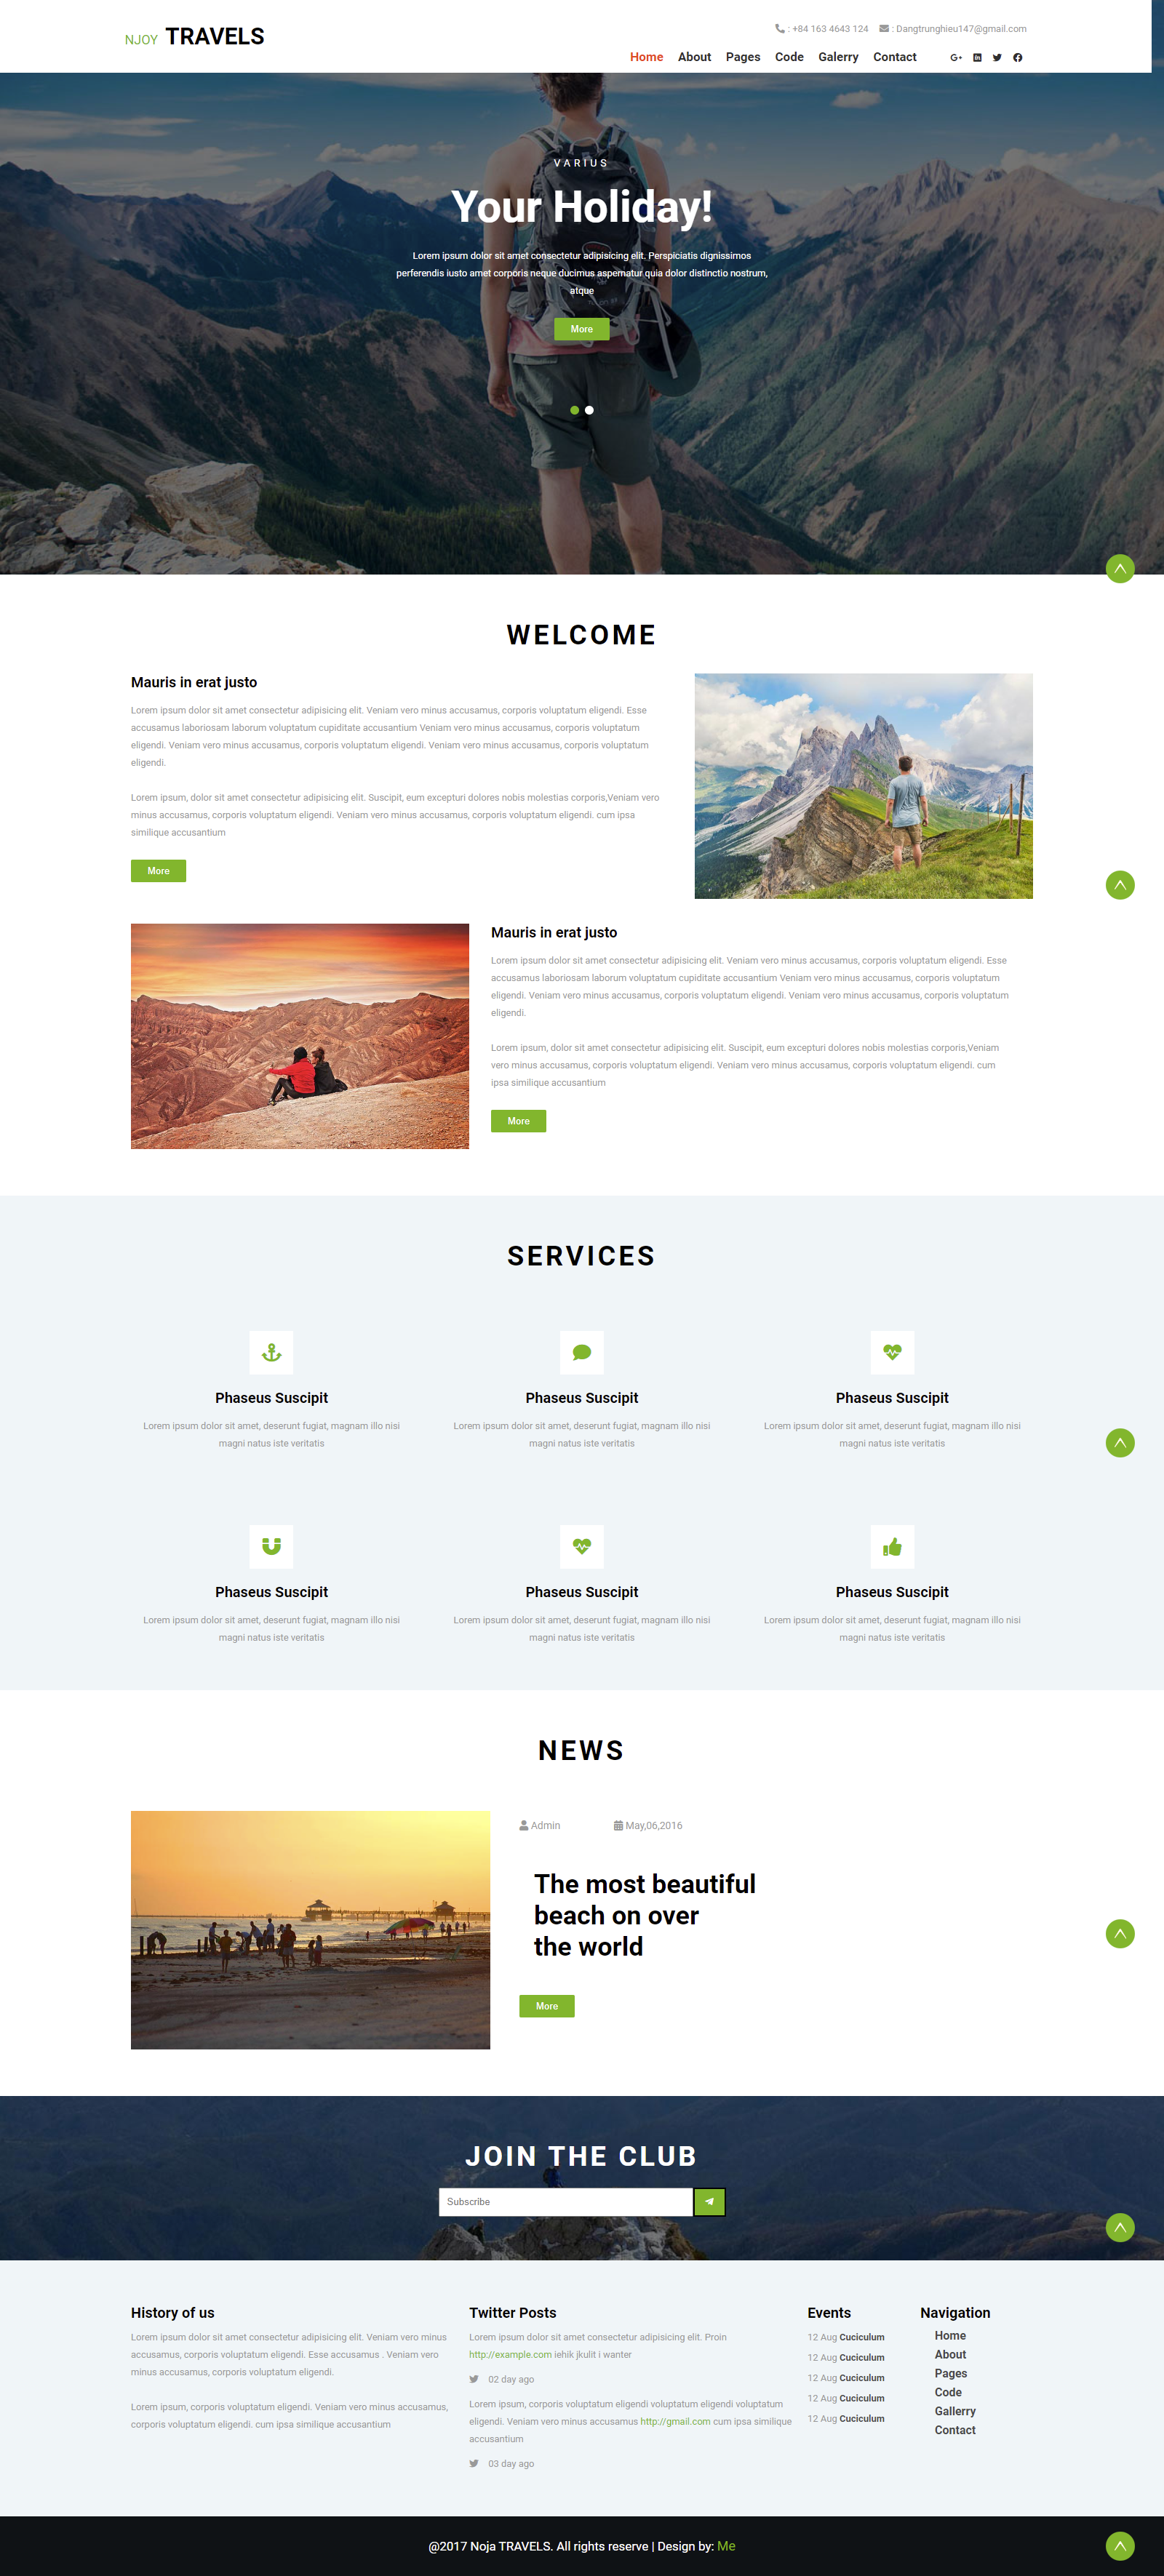 NJOY TRAVELS
: +84 163 4643 124 : Dangtrunghieu147@gmail.com
Home About Pages Code Galerry Contact
VARIUS
Your Holiday!
Lorem ipsum dolor sit amet consectetur adipisicing elit. Perspiciatis dignissimos
perferendis iusto amet corporis neque ducimus aspernatur quia dolor distinctio nostrum,
atque
More
WELCOME
Mauris in erat justo
Lorem ipsum dolor sit amet consectetur adipisicing elit. Veniam vero minus accusamus, corporis voluptatum eligendi. Esse
accusamus laboriosam laborum voluptatum cupiditate accusantium Veniam vero minus accusamus, corporis voluptatum
eligendi. Veniam vero minus accusamus, corporis voluptatum eligendi. Veniam vero minus accusamus, corporis voluptatum
eligendi.
Lorem ipsum, dolor sit amet consectetur adipisicing elit. Suscipit, eum excepturi dolores nobis molestias corporis,Veniam vero
minus accusamus, corporis voluptatum eligendi. Veniam vero minus accusamus, corporis voluptatum eligendi. cum ipsa
similique accusantium
More
Mauris in erat justo
Lorem ipsum dolor sit amet consectetur adipisicing elit. Veniam vero minus accusamus, corporis voluptatum eligendi. Esse
accusamus laboriosam laborum voluptatum cupiditate accusantium Veniam vero minus accusamus, corporis voluptatum
eligendi. Veniam vero minus accusamus, corporis voluptatum eligendi. Veniam vero minus accusamus, corporis voluptatum
eligendi.
Lorem ipsum, dolor sit amet consectetur adipisicing elit. Suscipit, eum excepturi dolores nobis molestias corporis,Veniam
vero minus accusamus, corporis voluptatum eligendi. Veniam vero minus accusamus, corporis voluptatum eligendi. cum
ipsa similique accusantium
More
SERVICES
Phaseus Suscipit
Lorem ipsum dolor sit amet, deserunt fugiat, magnam illo nisi
magni natus iste veritatis
Phaseus Suscipit
Lorem ipsum dolor sit amet, deserunt fugiat, magnam illo nisi
magni natus iste veritatis
Phaseus Suscipit
Lorem ipsum dolor sit amet, deserunt fugiat, magnam illo nisi
magni natus iste veritatis
Phaseus Suscipit
Lorem ipsum dolor sit amet, deserunt fugiat, magnam illo nisi
magni natus iste veritatis
Phaseus Suscipit
Lorem ipsum dolor sit amet, deserunt fugiat, magnam illo nisi
magni natus iste veritatis
Phaseus Suscipit
Lorem ipsum dolor sit amet, deserunt fugiat, magnam illo nisi
magni natus iste veritatis
NEWS
Admin May,06,2016
The most beautiful
beach on over
the world
More
JOIN THE CLUB
Subscribe
History of us
Lorem ipsum dolor sit amet consectetur adipisicing elit. Veniam vero minus
accusamus, corporis voluptatum eligendi. Esse accusamus . Veniam vero
minus accusamus, corporis voluptatum eligendi.
Lorem ipsum, corporis voluptatum eligendi. Veniam vero minus accusamus,
corporis voluptatum eligendi. cum ipsa similique accusantium
Twitter Posts
Lorem ipsum dolor sit amet consectetur adipisicing elit. Proin
http://example.com iehik jkulit i wanter
02 day ago
Lorem ipsum, corporis voluptatum eligendi voluptatum eligendi voluptatum
eligendi. Veniam vero minus accusamus http://gmail.com cum ipsa similique
accusantium
03 day ago
Events
12 Aug Cuciculum
12 Aug Cuciculum
12 Aug Cuciculum
12 Aug Cuciculum
12 Aug Cuciculum
Navigation
Home
About
Pages
Code
Gallerry
Contact
@2017 Noja TRAVELS. All rights reserve | Design by: Me